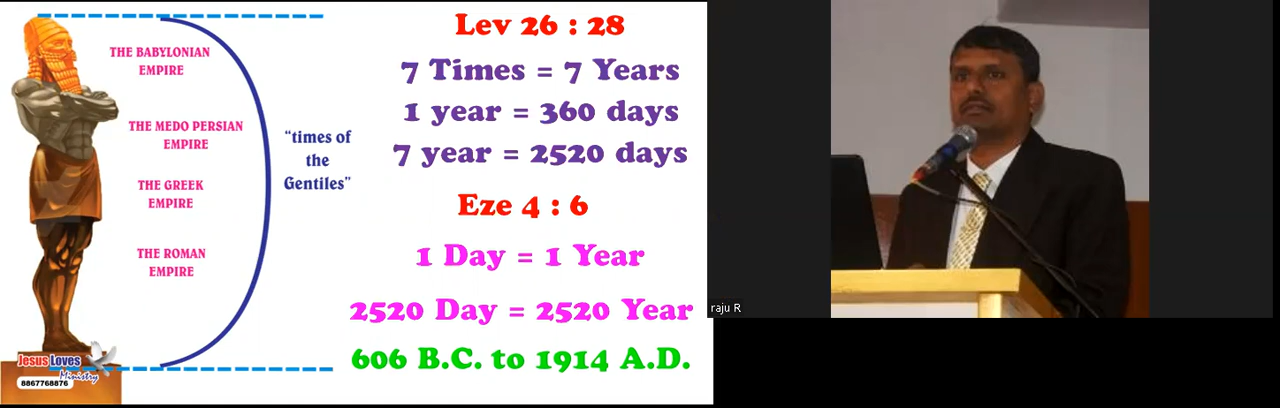 THE BABYLONIAN
EMPIRE
THE MEDO PERSIAN
EMPIRE
THE GREEK
EMPIRE
THE ROMAN
EMPIRE
“times of
the
Gentiles”
Jesus Loves
Ministry
8867768876
Lev 26 : 28
7 Times = 7 Years
1 year = 360 days
7 year = 2520 days
Eze 4 : 6
1 Day = 1 Year
2520 Day = 2520 Year
606 B.C. to 1914 A.D.
raju R